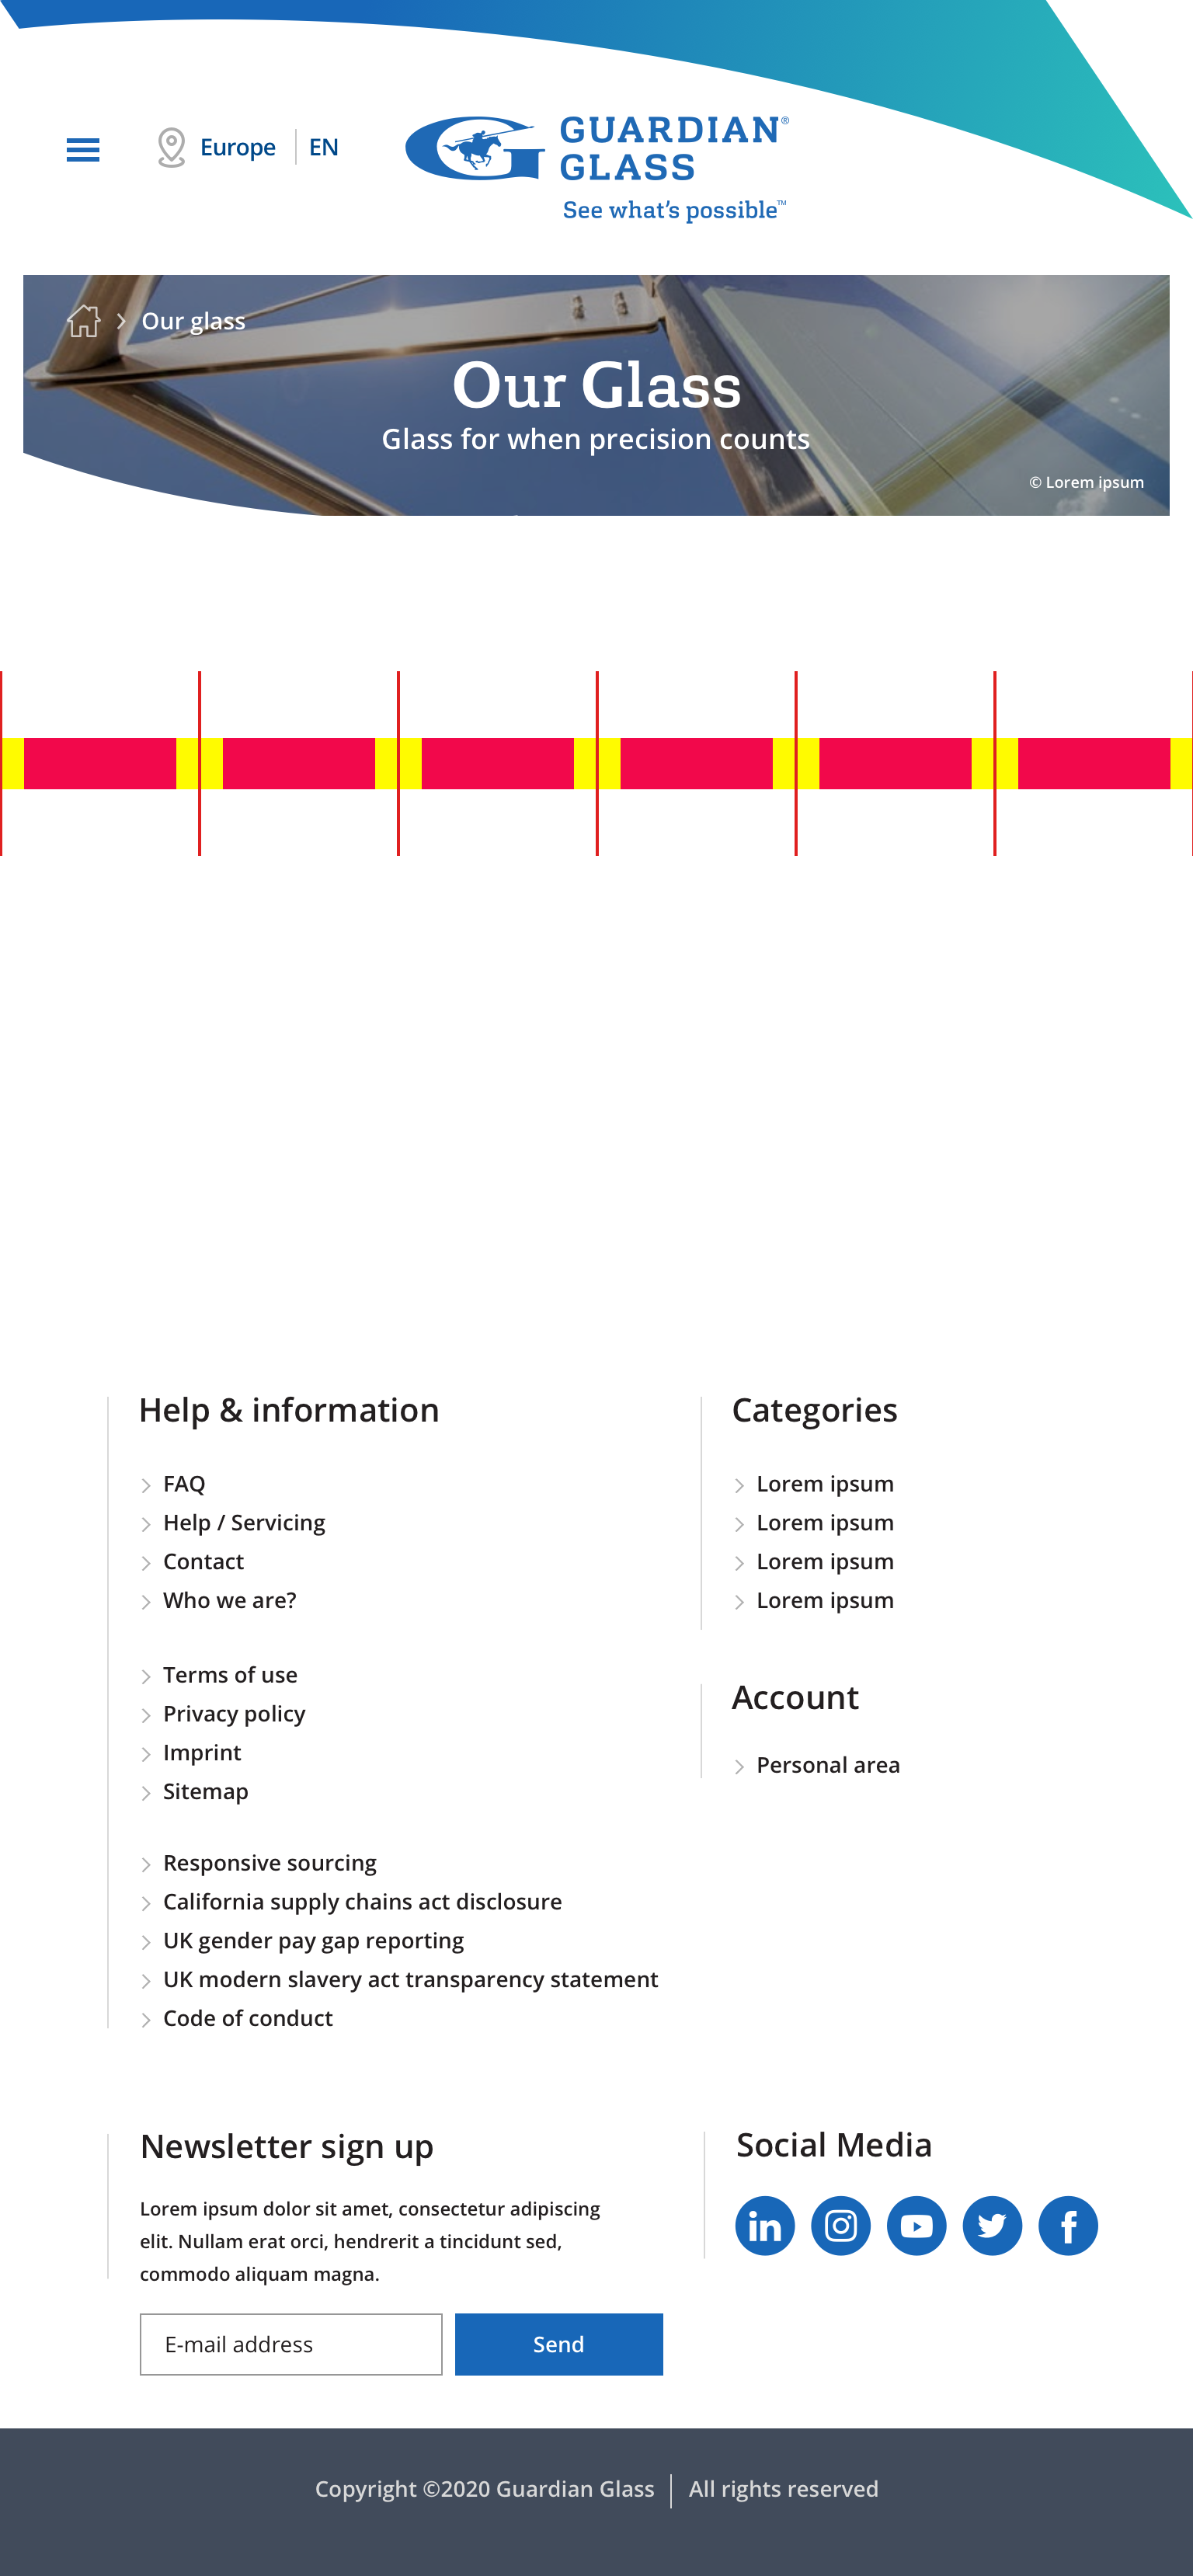 Europe
EN
GUARDIAN®
GLASS
See what's possible™
Our glass
Our Glass
Glass for when precision counts
© Lorem ipsum
Help & information
FAQ
Help / Servicing
Contact
Who we are?
Terms of use
Privacy policy
Imprint
Sitemap
Responsive sourcing
California supply chains act disclosure
UK gender pay gap reporting
UK modern slavery act transparency statement
Code of conduct
Categories
Lorem ipsum
Lorem ipsum
Lorem ipsum
Lorem ipsum
Account
Personal area
Newsletter sign up
Lorem ipsum dolor sit amet, consectetur adipiscing
elit. Nullam erat orci, hendrerit a tincidunt sed,
commodo aliquam magna.
E-mail address
Send
Social Media
in
f
Copyright ©2020 Guardian Glass
All rights reserved